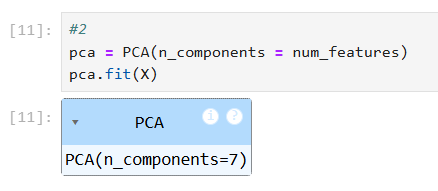 [11]:
#2
pca = PCA(n_components = num_features)
pca.fit(X)
[11]:
▾ PCA i ?
PCA(n_components=7)